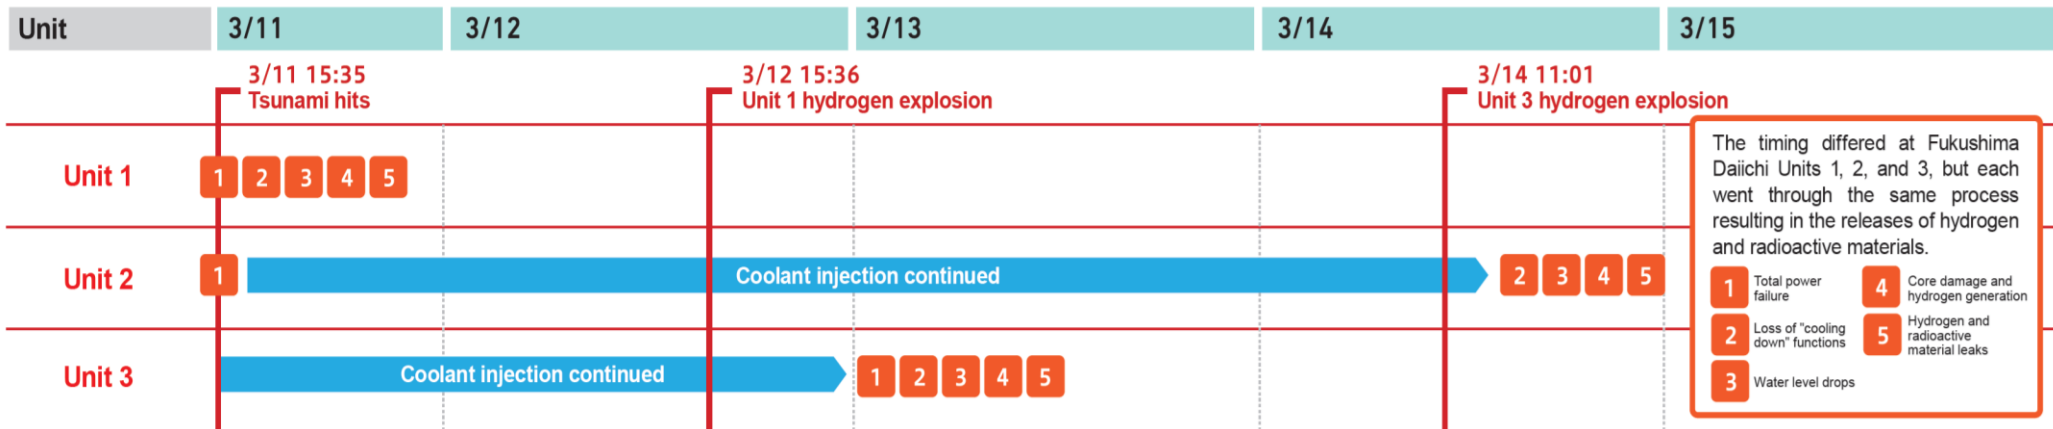 Unit 3/11 3/12 3/13 3/14 3/15
3/11 15:35
Tsunami hits
3/12 15:36
Unit 1 hydrogen explosion
3/14 11:01
Unit 3 hydrogen explosion
Unit 1 1 2 3 4 5
Unit 2 1 Coolant injection continued 2 3 4 5
Unit 3 Coolant injection continued 1 2 3 4 5
The timing differed at Fukushima
Daiichi Units 1, 2, and 3, but each
went through the same process
resulting in the releases of hydrogen
and radioactive materials.
1 Total power
failure
2 Loss of "cooling
down" functions
3 Water level drops
4 Core damage and
hydrogen generation
5 Hydrogen and
radioactive
material leaks